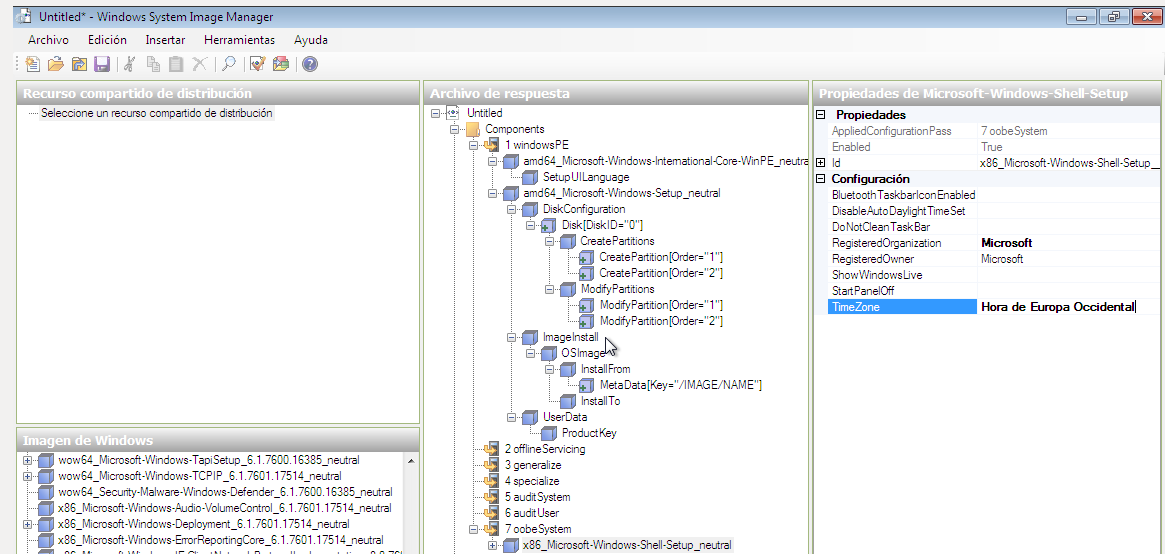 Untitled* - Windows System Image Manager
Archivo Edición Insertar Herramientas Ayuda
Recurso compartido de distribución
Seleccione un recurso compartido de distribución
Imagen de Windows
wow64_Microsoft-Windows-TapiSetup_6.1.7600.16385_neutral
wow64_Microsoft-Windows-TCPIP_6.1.7601.17514_neutral
wow64_Security-Malware-Windows-Defender_6.1.7600.16385_neutral
x86_Microsoft-Windows-Audio-VolumeControl_6.1.7601.17514_neutral
x86_Microsoft-Windows-Deployment_6.1.7601.17514_neutral
x86_Microsoft-Windows-ErrorReportingCore_6.1.7601.17514_neutral
Archivo de respuesta
Untitled
Components
1 windowsPE
amd64_Microsoft-Windows-International-Core-WinPE_neutra
SetupUILanguage
amd64_Microsoft-Windows-Setup_neutral
DiskConfiguration
Disk[DiskID="0"]
CreatePartitions
CreatePartition[Order="1"]
CreatePartition[Order="2"]
ModifyPartitions
ModifyPartition[Order="1"]
ModifyPartition[Order="2"]
ImageInstall
OSImage
InstallFrom
MetaData[Key="/IMAGE/NAME"]
InstallTo
UserData
ProductKey
2 offlineServicing
3 generalize
4 specialize
5 auditSystem
6 auditUser
7 oobeSystem
x86_Microsoft-Windows-Shell-Setup_neutral
Propiedades de Microsoft-Windows-Shell-Setup
Propiedades
AppliedConfigurationPass 7 oobeSystem
Enabled True
Id x86_Microsoft-Windows-Shell-Setup__
Configuración
BluetoothTaskbarIconEnabled
DisableAutoDaylightTimeSet
DoNotCleanTaskBar
RegisteredOrganization Microsoft
RegisteredOwner Microsoft
ShowWindowsLive
StartPanelOff
TimeZone Hora de Europa Occidental